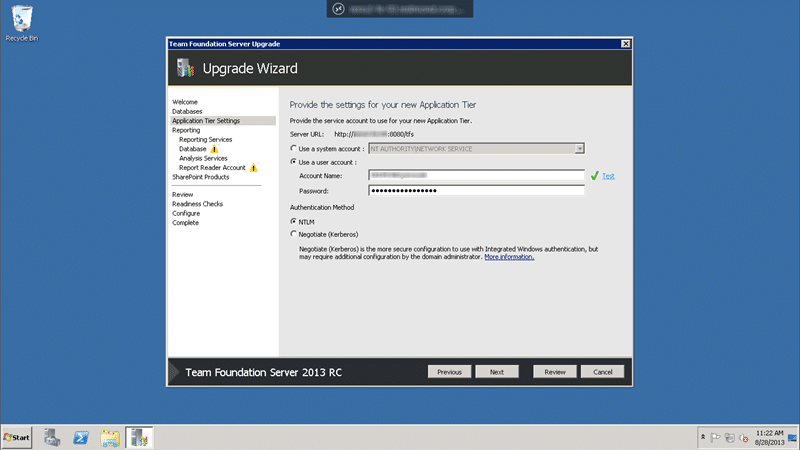 Recycle Bin
Team Foundation Server Upgrade
Upgrade Wizard
Welcome
Databases
Application Tier Settings
Reporting
Reporting Services
Database
Analysis Services
Report Reader Account
SharePoint Products
Review
Readiness Checks
Configure
Complete
Provide the settings for your new Application Tier
Provide the service account to use for your new Application Tier.
Server URL: http:// :8080/tfs
Use a system account : NT AUTHORITY\NETWORK SERVICE
Use a user account :
Account Name: Test
Password: ••••••••••••••••
Authentication Method
NTLM
Negotiate (Kerberos)
Negotiate (Kerberos) is the more secure configuration to use with Integrated Windows authentication, but
may require additional configuration by the domain administrator. More information.
Team Foundation Server 2013 RC
Previous Next Review Cancel
Start
11:22 AM
8/28/2013